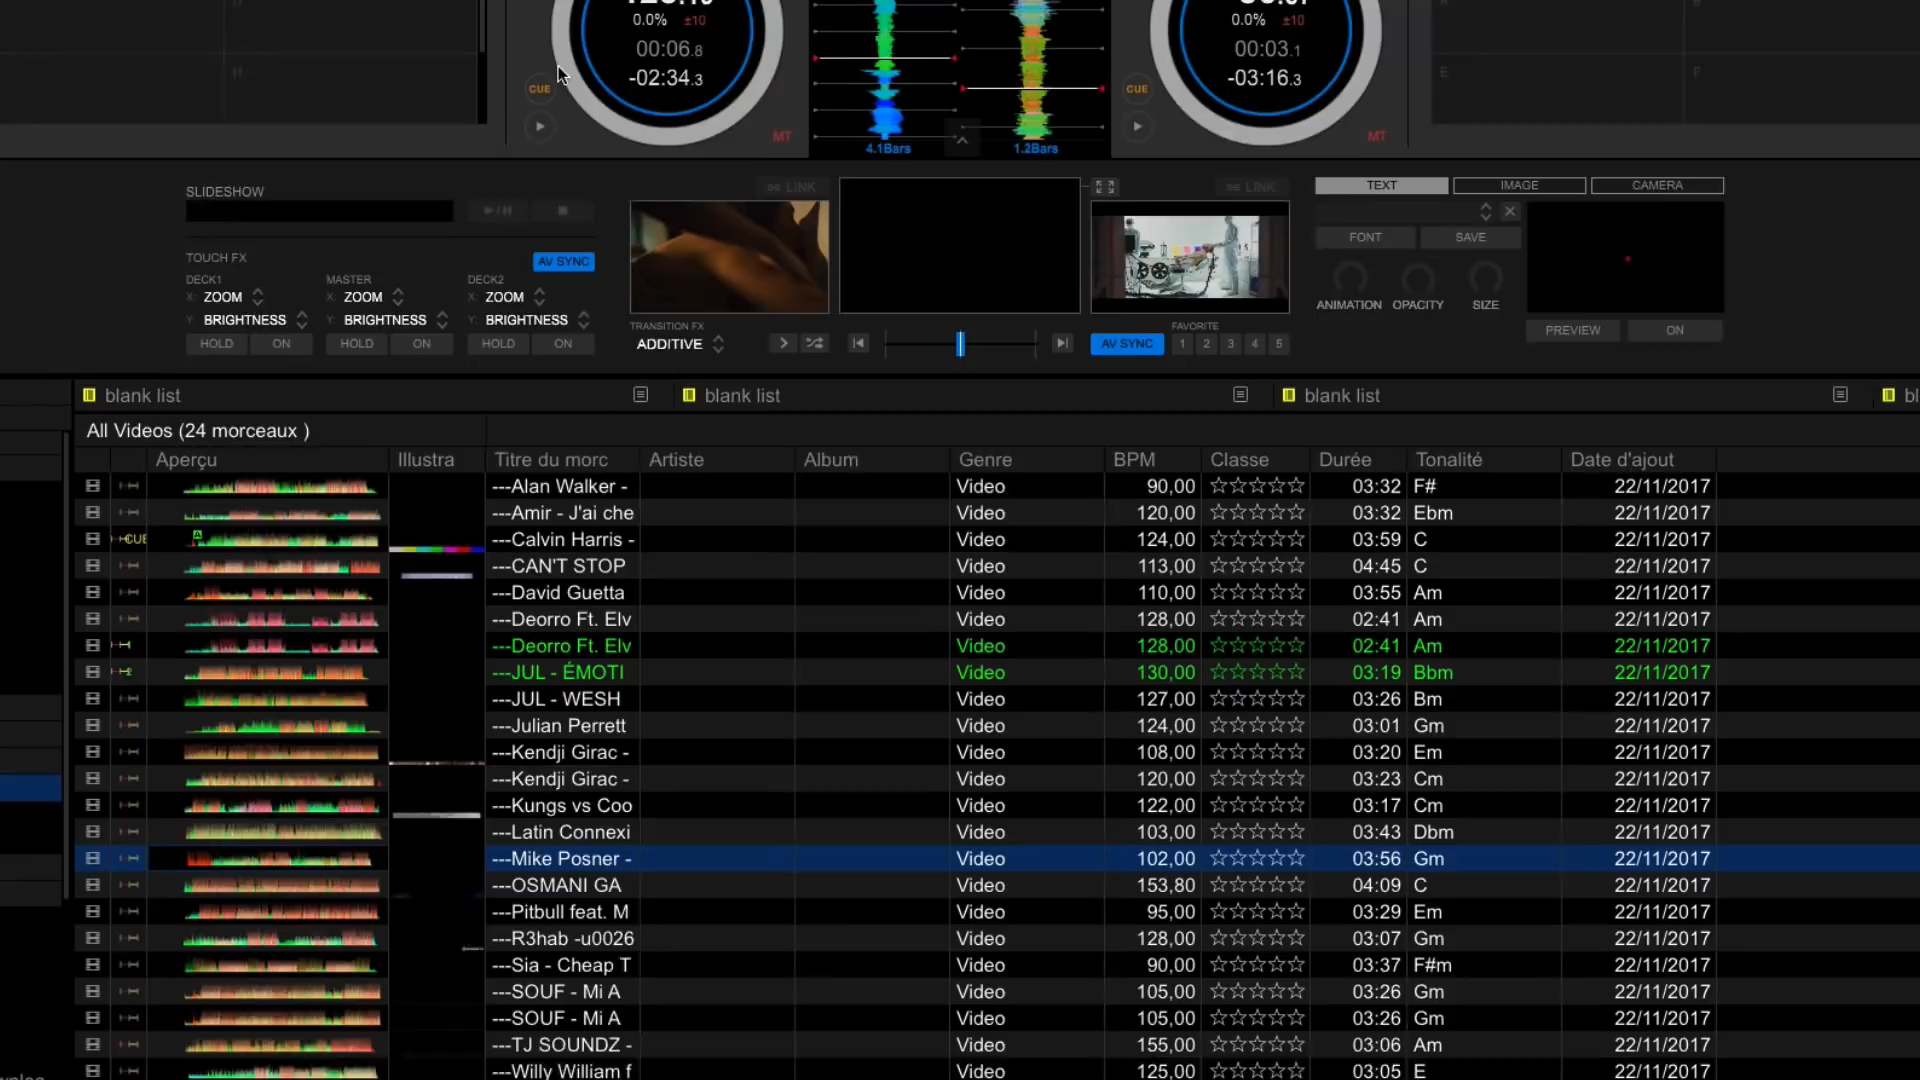 0.0% ±10
00:06.8
-02:34.3
CUE
MT
4.1Bars
1.2Bars
0.0% ±10
00:03.1
-03:16.3
CUE
MT
E
F
SLIDESHOW
LINK
LINK
TEXT IMAGE CAMERA
FONT SAVE
ANIMATION OPACITY SIZE
PREVIEW ON
TOUCH FX
AV SYNC
DECK1 MASTER DECK2
X: ZOOM X: ZOOM X: ZOOM
Y: BRIGHTNESS Y: BRIGHTNESS Y: BRIGHTNESS
HOLD ON HOLD ON HOLD ON
TRANSITION FX
ADDITIVE
AV SYNC
FAVORITE
1 2 3 4 5
blank list blank list blank list bl
All Videos (24 morceaux )
Aperçu Illustra Titre du morc Artiste Album Genre BPM Classe Durée Tonalité Date d'ajout
---Alan Walker - Video 90,00 03:32 F# 22/11/2017
---Amir - J'ai che Video 120,00 03:32 Ebm 22/11/2017
CUE A ---Calvin Harris - Video 124,00 03:59 C 22/11/2017
---CAN'T STOP Video 113,00 04:45 C 22/11/2017
---David Guetta Video 110,00 03:55 Am 22/11/2017
---Deorro Ft. Elv Video 128,00 02:41 Am 22/11/2017
---Deorro Ft. Elv Video 128,00 02:41 Am 22/11/2017
---JUL - ÉMOTI Video 130,00 03:19 Bbm 22/11/2017
---JUL - WESH Video 127,00 03:26 Bm 22/11/2017
---Julian Perrett Video 124,00 03:01 Gm 22/11/2017
---Kendji Girac - Video 108,00 03:20 Em 22/11/2017
---Kendji Girac - Video 120,00 03:23 Cm 22/11/2017
---Kungs vs Coo Video 122,00 03:17 Cm 22/11/2017
---Latin Connexi Video 103,00 03:43 Dbm 22/11/2017
---Mike Posner - Video 102,00 03:56 Gm 22/11/2017
---OSMANI GA Video 153,80 04:09 C 22/11/2017
---Pitbull feat. M Video 95,00 03:29 Em 22/11/2017
---R3hab -u0026 Video 128,00 03:07 Gm 22/11/2017
---Sia - Cheap T Video 90,00 03:37 F#m 22/11/2017
---SOUF - Mi A Video 105,00 03:26 Gm 22/11/2017
---SOUF - Mi A Video 105,00 03:26 Gm 22/11/2017
---TJ SOUNDZ - Video 155,00 03:06 Am 22/11/2017
---Willy William f Video 125,00 03:05 E 22/11/2017